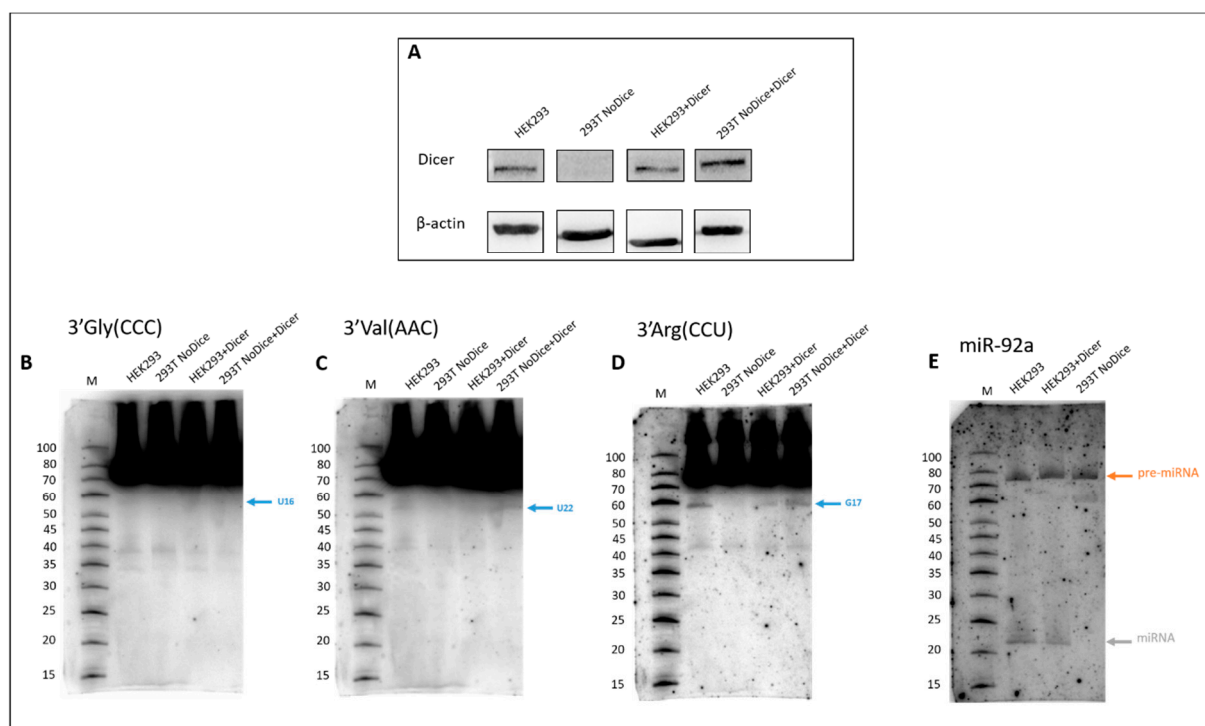 A
HEK293
293T NoDice
HEK293+Dicer
293T NoDice+Dicer
Dicer
β-actin
3'Gly(CCC)
B
M
HEK293
293T NoDice
HEK293+Dicer
293T NoDice+Dicer
100
80
70
60
50
45
40
35
30
25
20
15
U16
3'Val(AAC)
C
M
HEK293
293T NoDice
HEK293+Dicer
293T NoDice+Dicer
100
80
70
60
50
45
40
35
30
25
20
15
U22
3'Arg(CCU)
D
M
HEK293
293T NoDice
HEK293+Dicer
293T NoDice+Dicer
100
80
70
60
50
45
40
35
30
25
20
15
G17
E
miR-92a
M
HEK293
HEK293+Dicer
293T NoDice
100
80
70
60
50
45
40
35
30
25
20
15
pre-miRNA
miRNA